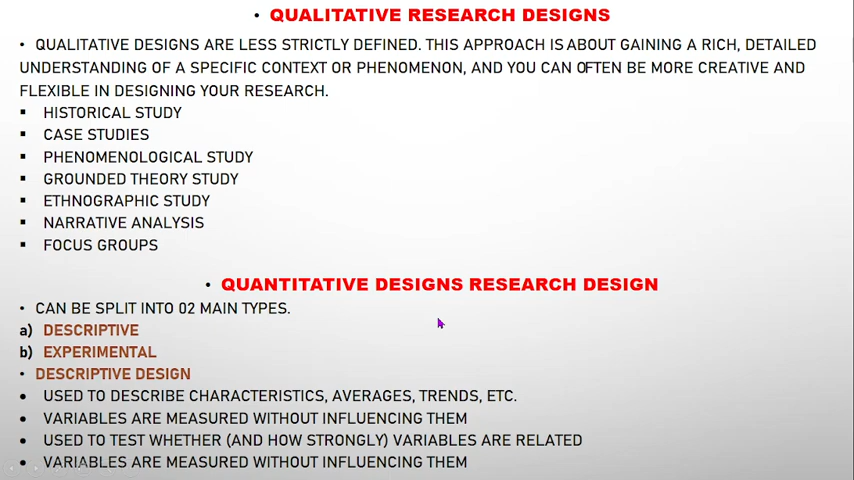 • QUALITATIVE RESEARCH DESIGNS
• QUALITATIVE DESIGNS ARE LESS STRICTLY DEFINED. THIS APPROACH IS ABOUT GAINING A RICH, DETAILED
UNDERSTANDING OF A SPECIFIC CONTEXT OR PHENOMENON, AND YOU CAN OFTEN BE MORE CREATIVE AND
FLEXIBLE IN DESIGNING YOUR RESEARCH.
▪ HISTORICAL STUDY
▪ CASE STUDIES
▪ PHENOMENOLOGICAL STUDY
▪ GROUNDED THEORY STUDY
▪ ETHNOGRAPHIC STUDY
▪ NARRATIVE ANALYSIS
▪ FOCUS GROUPS
• QUANTITATIVE DESIGNS RESEARCH DESIGN
• CAN BE SPLIT INTO 02 MAIN TYPES.
a) DESCRIPTIVE
b) EXPERIMENTAL
• DESCRIPTIVE DESIGN
• USED TO DESCRIBE CHARACTERISTICS, AVERAGES, TRENDS, ETC.
• VARIABLES ARE MEASURED WITHOUT INFLUENCING THEM
• USED TO TEST WHETHER (AND HOW STRONGLY) VARIABLES ARE RELATED
• VARIABLES ARE MEASURED WITHOUT INFLUENCING THEM